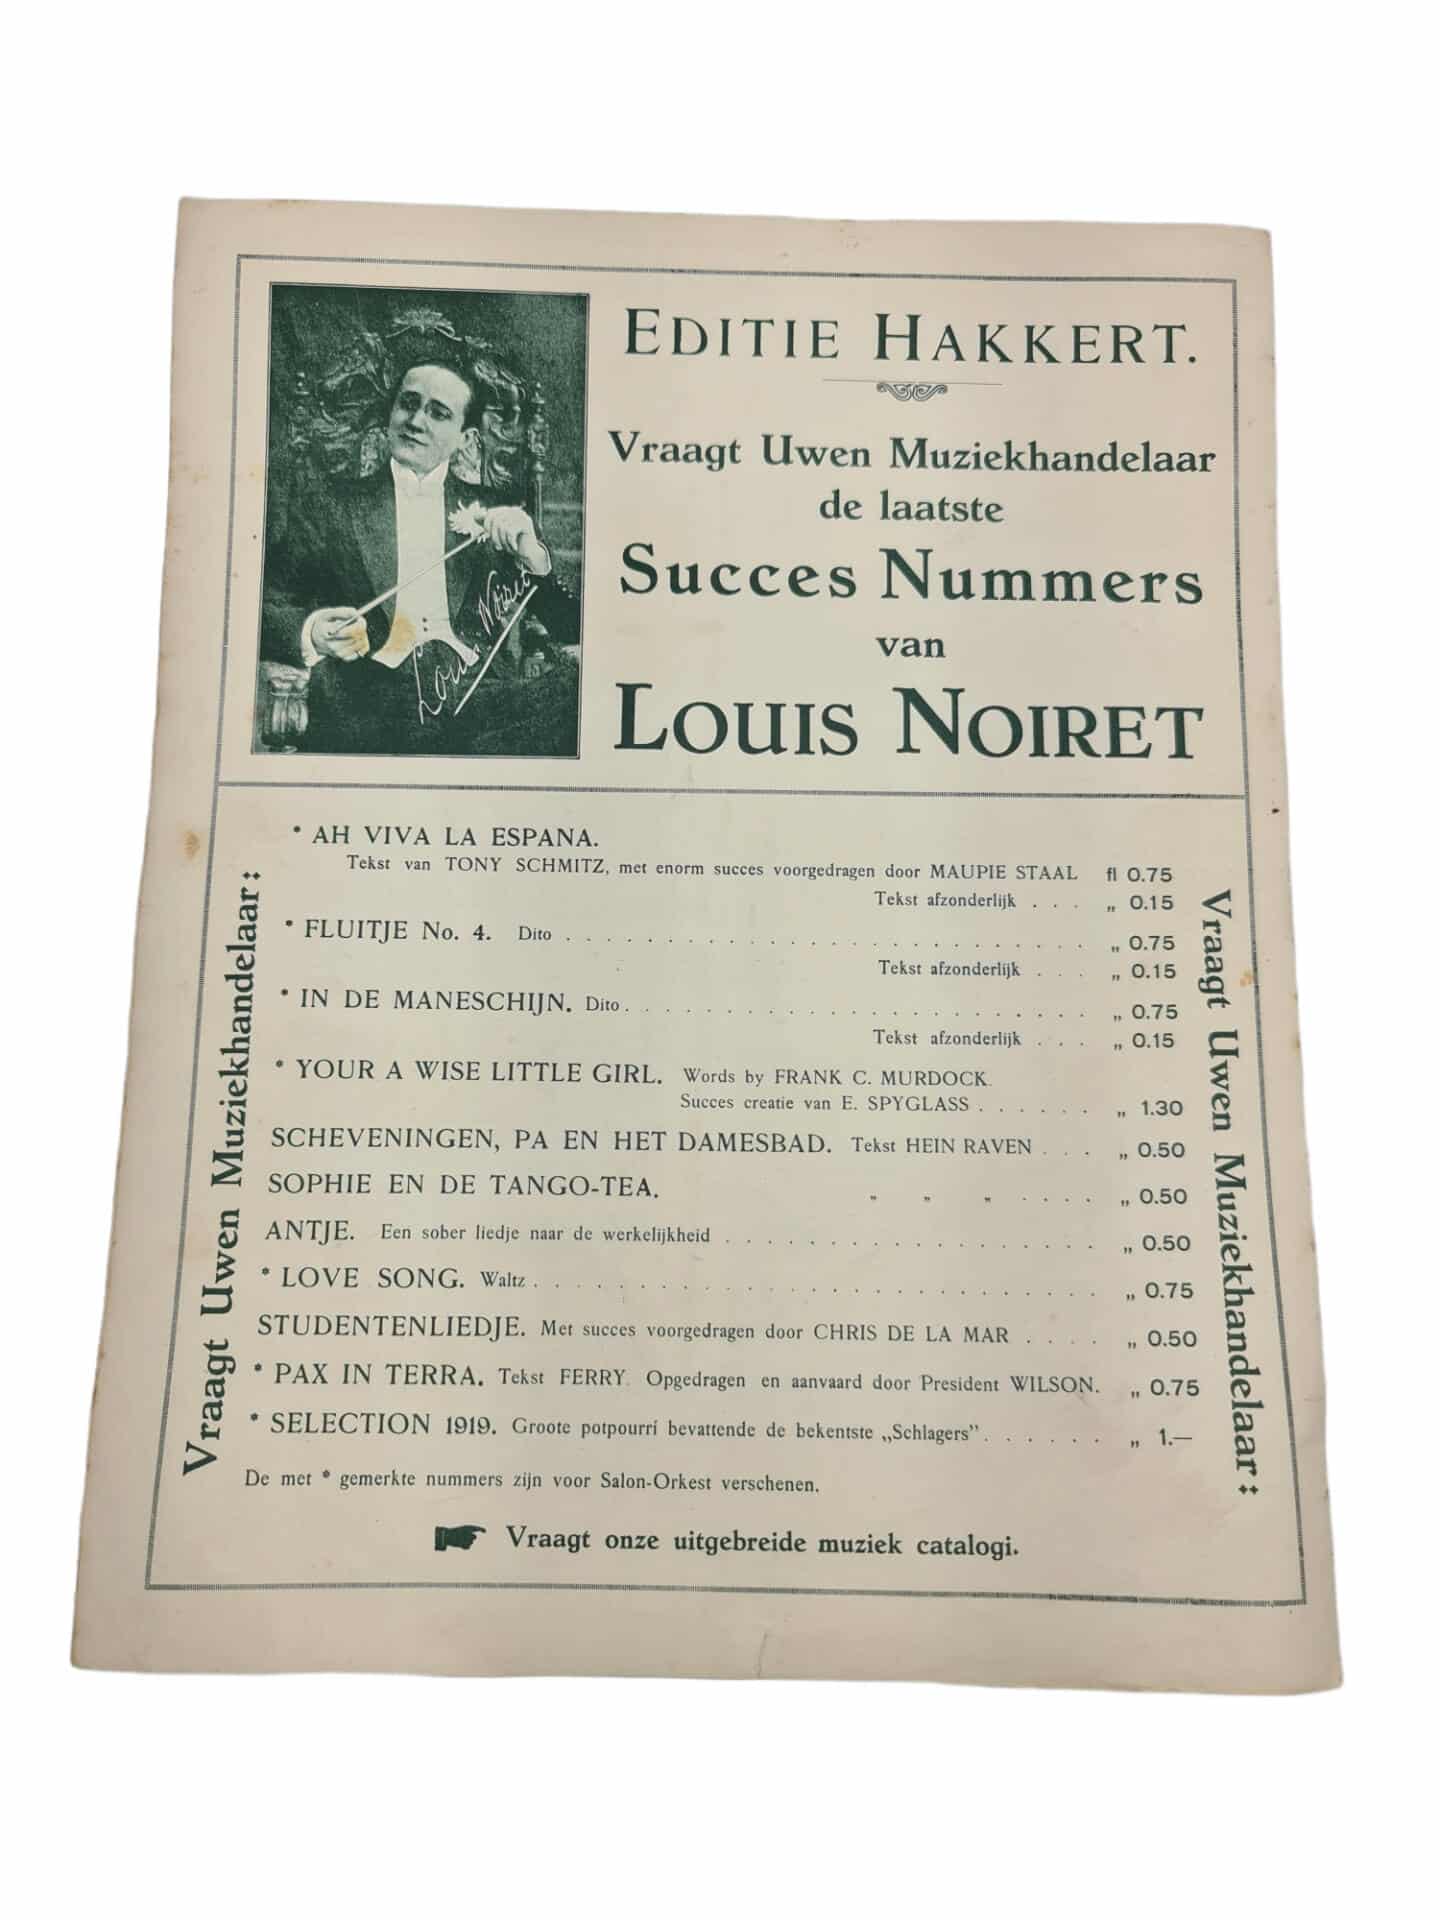 EDITIE HAKKERT.
Vraagt Uwen Muziekhandelaar
de laatste
Succes Nummers
van
LOUIS NOIRET
Louis Noiret
Vraagt Uwen Muziekhandelaar:
* AH VIVA LA ESPANA.
Tekst van TONY SCHMITZ, met enorm succes voorgedragen door MAUPIE STAAL fl 0.75
Tekst afzonderlijk . . . „ 0.15
* FLUITJE No. 4. Dito . . . . . . . . . . . . . . . . . . . . . . . „ 0.75
Tekst afzonderlijk . . . „ 0.15
* IN DE MANESCHIJN. Dito . . . . . . . . . . . . . . . . . . . . . „ 0.75
Tekst afzonderlijk . . . „ 0.15
* YOUR A WISE LITTLE GIRL. Words by FRANK C. MURDOCK.
Succes creatie van E. SPYGLASS . . . . . . „ 1.30
SCHEVENINGEN, PA EN HET DAMESBAD. Tekst HEIN RAVEN . . . „ 0.50
SOPHIE EN DE TANGO-TEA. „ „ „ . . . . „ 0.50
ANTJE. Een sober liedje naar de werkelijkheid . . . . . . . . . . . . . . „ 0.50
* LOVE SONG. Waltz . . . . . . . . . . . . . . . . . . . . . „ 0.75
STUDENTENLIEDJE. Met succes voorgedragen door CHRIS DE LA MAR . . . . „ 0.50
* PAX IN TERRA. Tekst FERRY. Opgedragen en aanvaard door President WILSON. „ 0.75
* SELECTION 1919. Groote potpourri bevattende de bekentste „Schlagers” . . . . . . „ 1.—
De met * gemerkte nummers zijn voor Salon-Orkest verschenen.
Vraagt onze uitgebreide muziek catalogi.
Vraagt Uwen Muziekhandelaar: